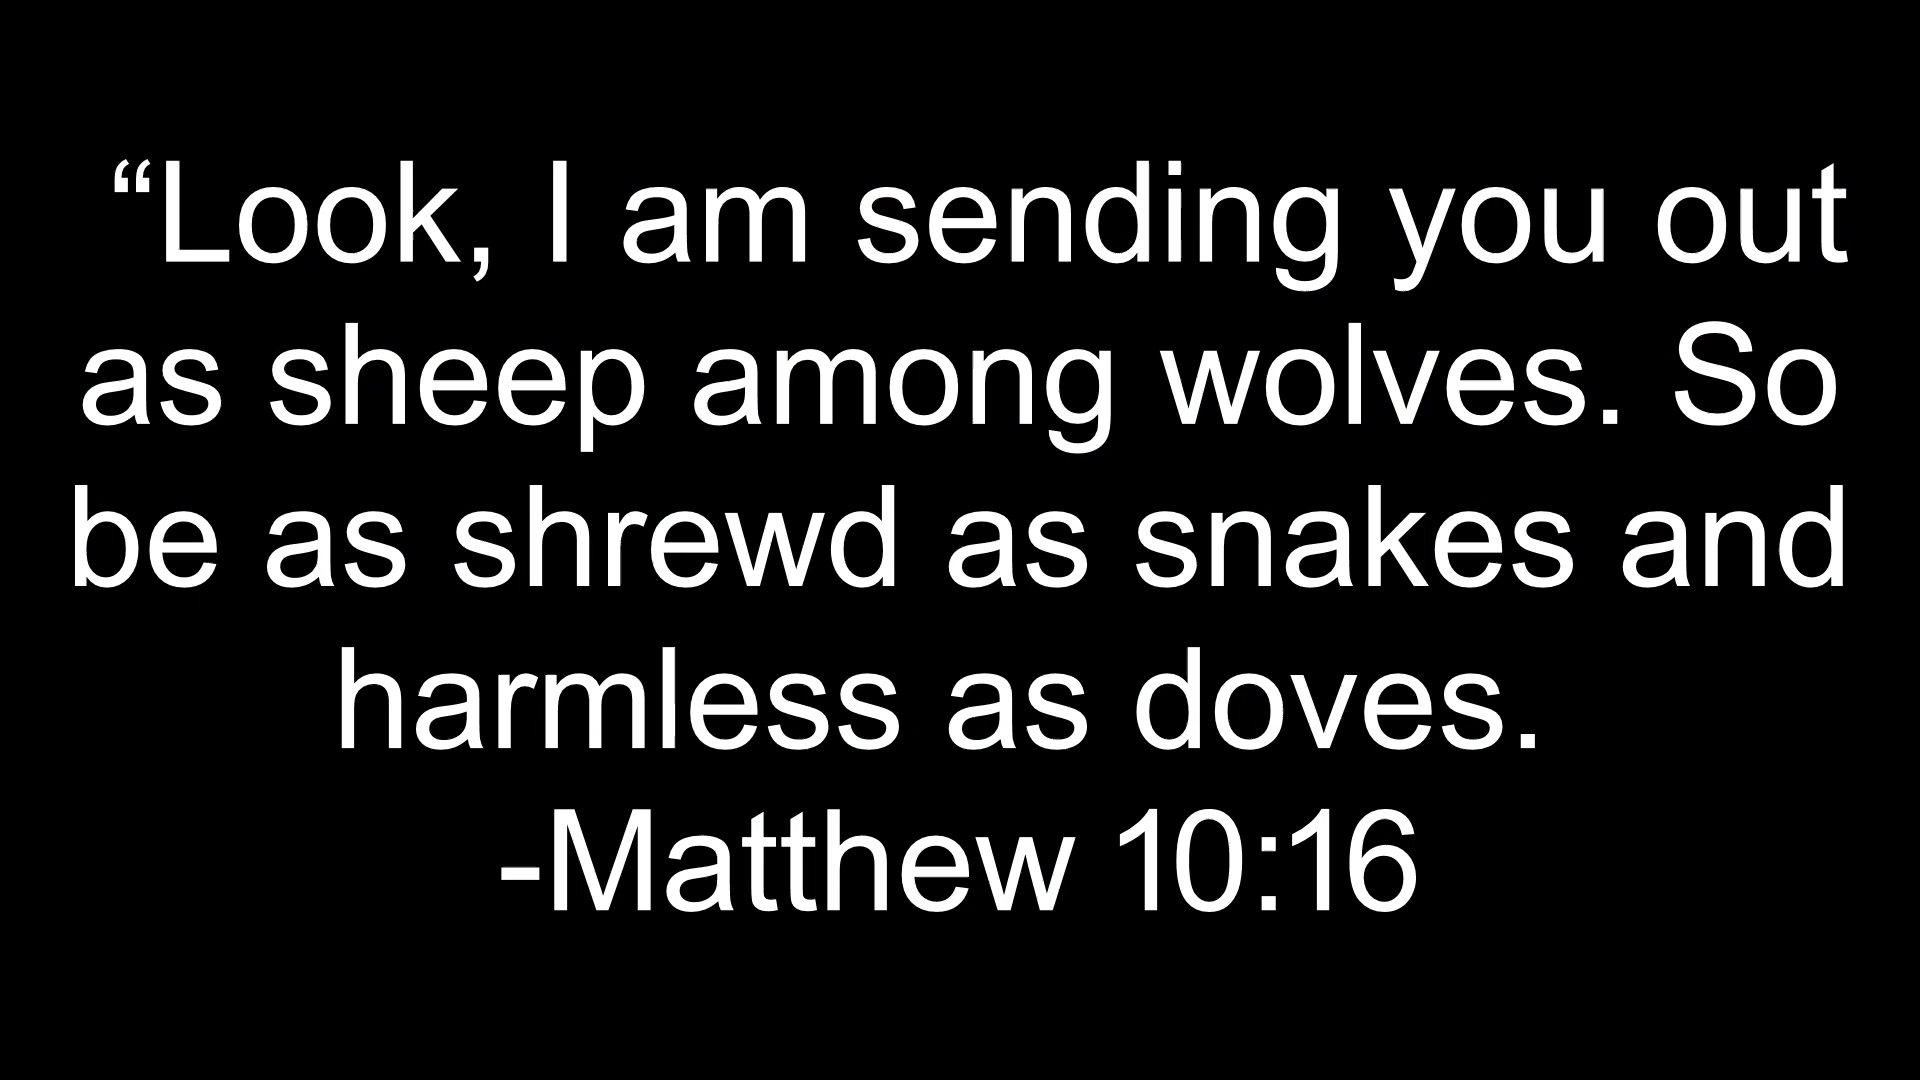 “Look, I am sending you out
as sheep among wolves. So
be as shrewd as snakes and
harmless as doves.
-Matthew 10:16